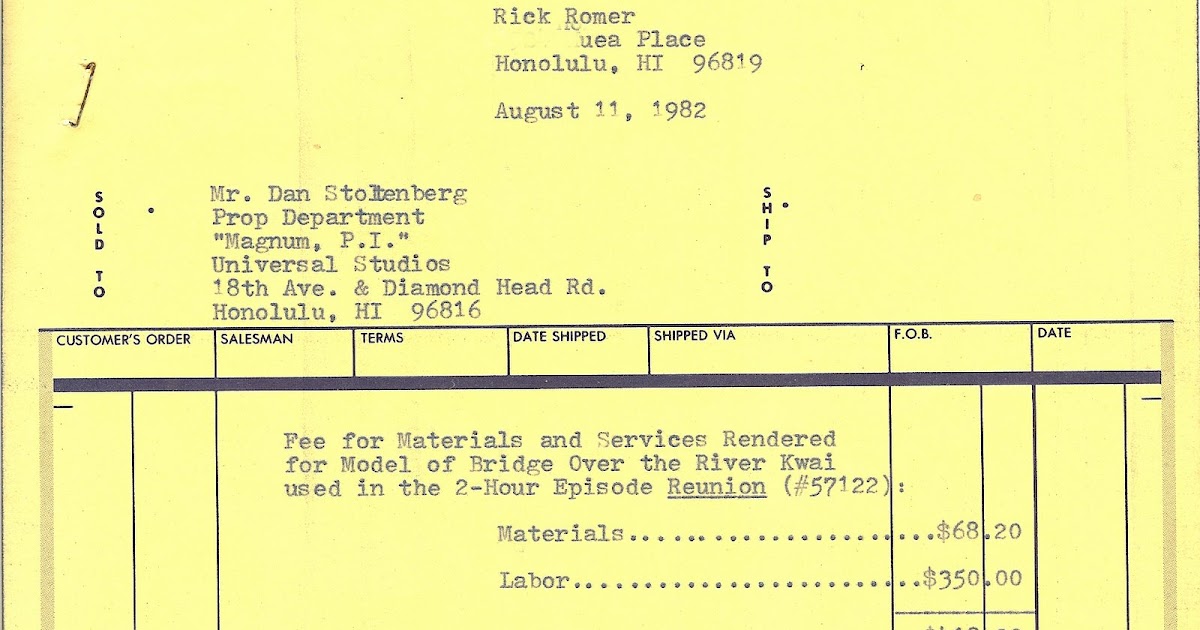 Rick Romer
uea Place
Honolulu, HI 96819
August 11, 1982
SOLD TO
Mr. Dan Stoltenberg
Prop Department
"Magnum, P.I."
Universal Studios
18th Ave. & Diamond Head Rd.
Honolulu, HI 96816
SHIP TO
CUSTOMER'S ORDER SALESMAN TERMS DATE SHIPPED SHIPPED VIA F.O.B. DATE
Fee for Materials and Services Rendered
for Model of Bridge Over the River Kwai
used in the 2-Hour Episode Reunion (#57122):
Materials..........................$68.20
Labor.............................$350.00